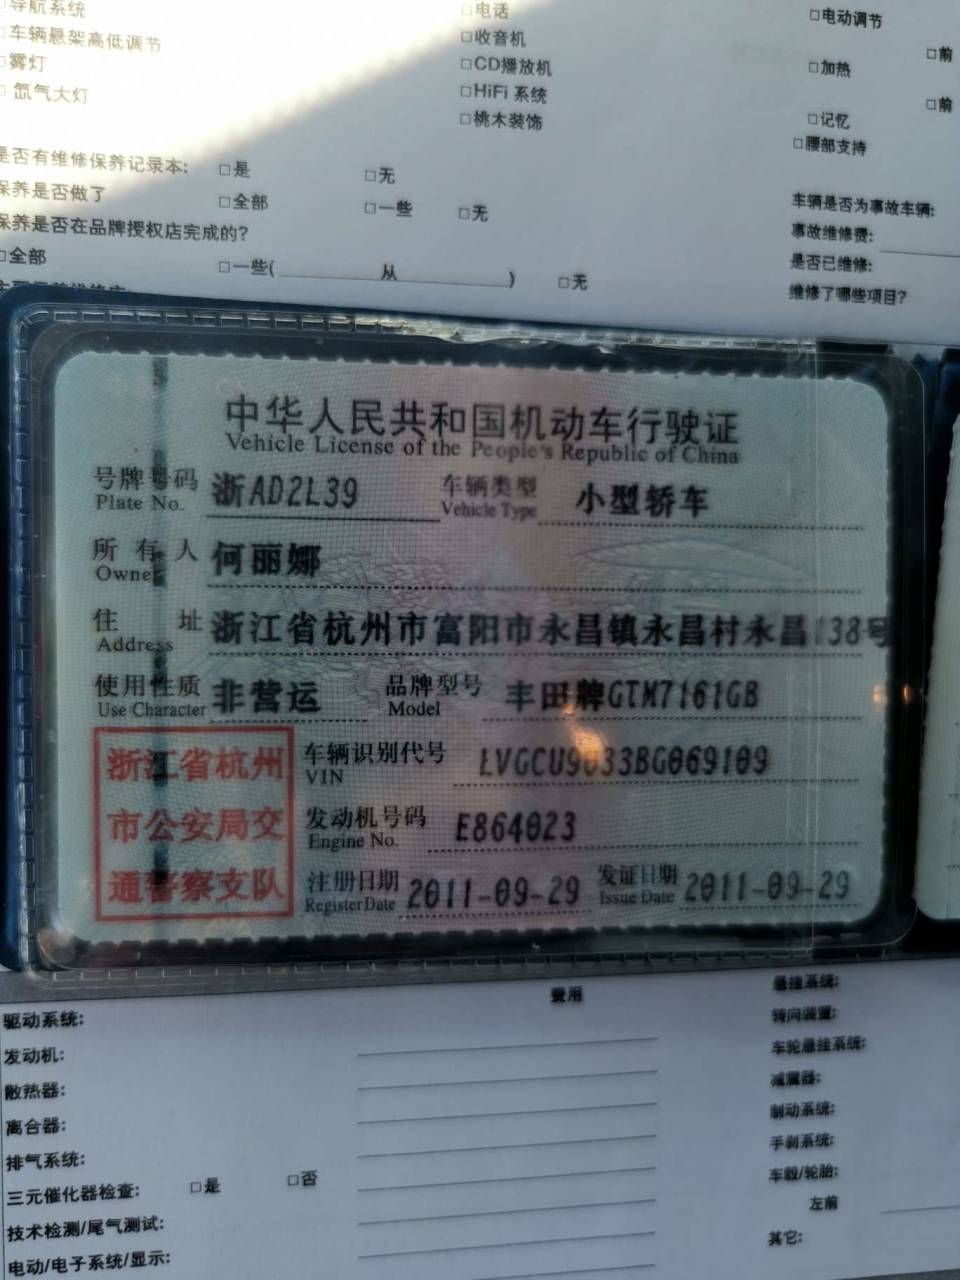 导航系统
□电话
□电动调节
□车辆悬架高低调节
□收音机
□前
□雾灯
□CD播放机
□加热
□氙气大灯
□HiFi 系统
□前
□桃木装饰
□记忆
□腰部支持
是否有维修保养记录本: □是 □无
保养是否做了 □全部 □一些 □无
车辆是否为事故车辆:
保养是否在品牌授权店完成的?
事故维修费:
□全部 □一些( 从 ) □无
是否已维修:
维修了哪些项目?
中华人民共和国机动车行驶证
Vehicle License of the People's Republic of China
号牌号码 浙AD2L39 车辆类型 小型轿车
Plate No. Vehicle Type
所有人 何丽娜
Owner
住址 浙江省杭州市富阳市永昌镇永昌村永昌138号
Address
使用性质 非营运 品牌型号 丰田牌GTM7161GB
Use Character Model
浙江省杭州
市公安局交
通警察支队
车辆识别代号 LVGCU9033BG069109
VIN
发动机号码 E864023
Engine No.
注册日期 2011-09-29 发证日期 2011-09-29
Register Date Issue Date
费用
悬挂系统:
驱动系统:
转向装置:
发动机:
车轮悬挂系统:
散热器:
减震器:
离合器:
制动系统:
排气系统:
手刹系统:
三元催化器检查: □是 □否
车毂/轮胎:
左前
技术检测/尾气测试:
其它:
电动/电子系统/显示: